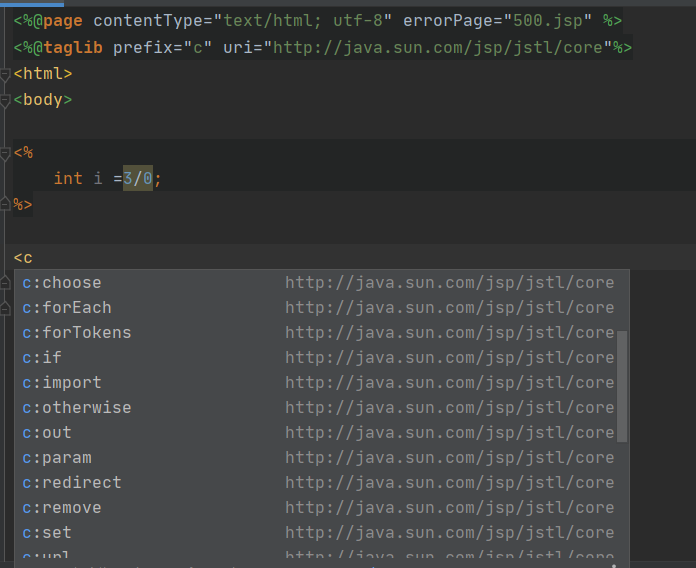 <%@page contentType="text/html; utf-8" errorPage="500.jsp" %>
<%@taglib prefix="c" uri="http://java.sun.com/jsp/jstl/core"%>
<html>
<body>
<%
int i =3/0;
%>
<c
c:choose http://java.sun.com/jsp/jstl/core
c:forEach http://java.sun.com/jsp/jstl/core
c:forTokens http://java.sun.com/jsp/jstl/core
c:if http://java.sun.com/jsp/jstl/core
c:import http://java.sun.com/jsp/jstl/core
c:otherwise http://java.sun.com/jsp/jstl/core
c:out http://java.sun.com/jsp/jstl/core
c:param http://java.sun.com/jsp/jstl/core
c:redirect http://java.sun.com/jsp/jstl/core
c:remove http://java.sun.com/jsp/jstl/core
c:set http://java.sun.com/jsp/jstl/core
c:url http://java.sun.com/jsp/jstl/core